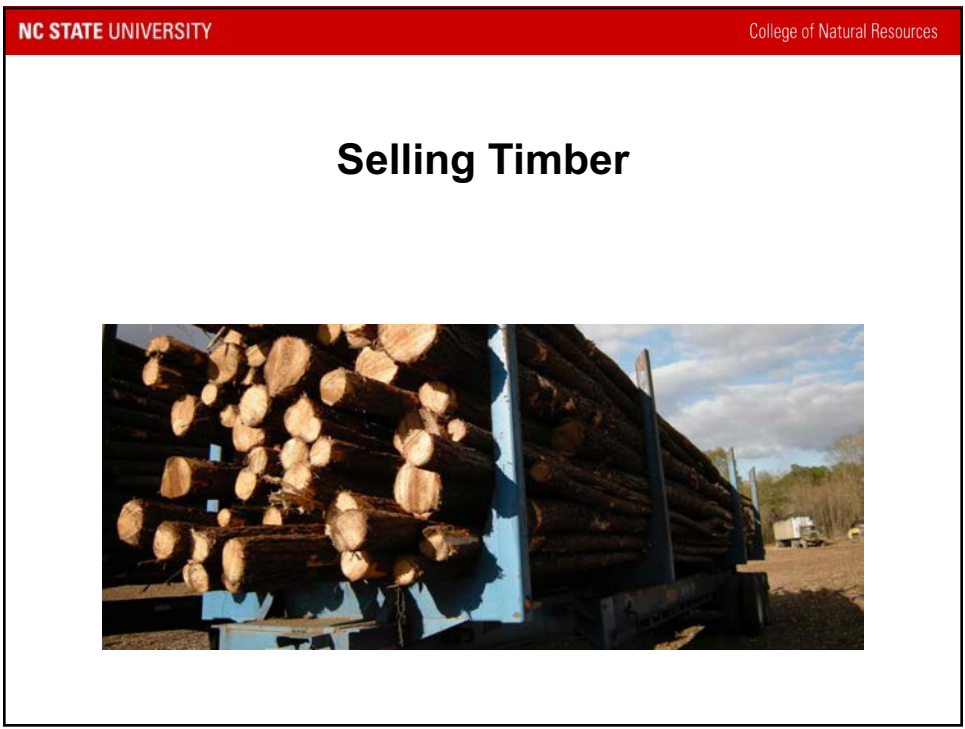 NC STATE UNIVERSITY
College of Natural Resources
Selling Timber